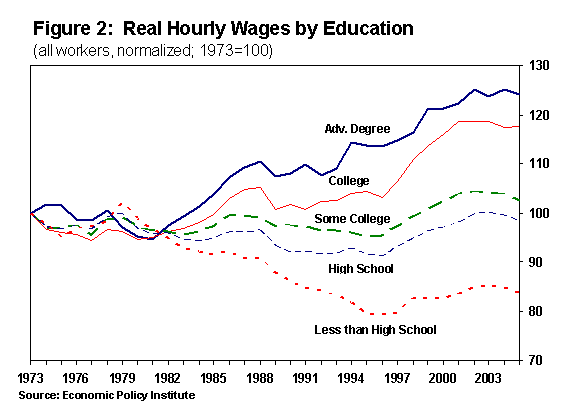 Figure 2: Real Hourly Wages by Education
(all workers, normalized; 1973=100)
130
120
110
100
90
80
70
Adv. Degree
College
Some College
High School
Less than High School
1973 1976 1979 1982 1985 1988 1991 1994 1997 2000 2003
Source: Economic Policy Institute